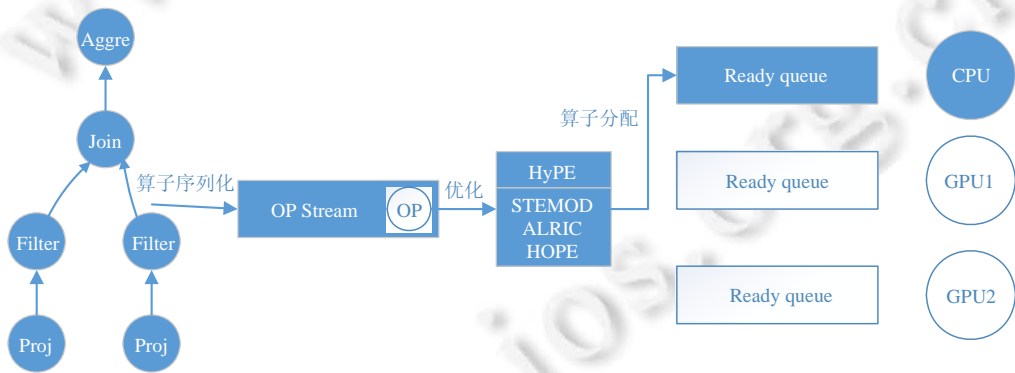 Aggre
Join
Filter
Filter
Proj
Proj
算子序列化
OP Stream
OP
优化
HyPE
STEMOD
ALRIC
HOPE
算子分配
Ready queue
CPU
Ready queue
GPU1
Ready queue
GPU2